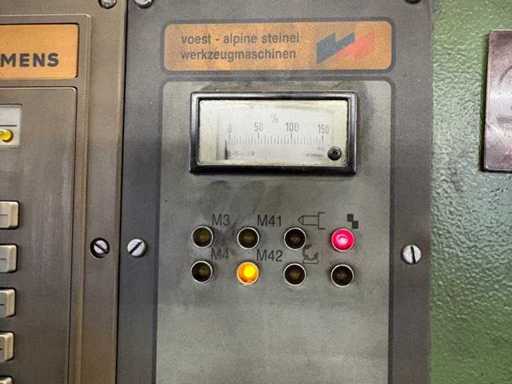 MENS
voest - alpine steinel
werkzeugmaschinen
%
0 50 100 150
M3 M41
M4 M42